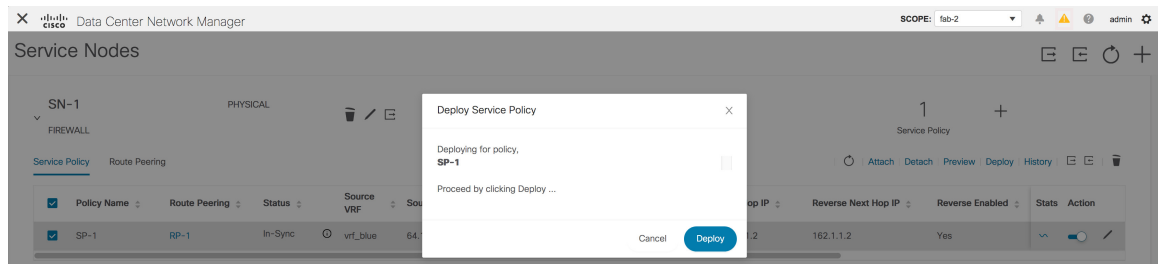 cisco Data Center Network Manager SCOPE: fab-2 admin
Service Nodes
SN-1 PHYSICAL 1
FIREWALL Service Policy
Deploy Service Policy
Deploying for policy,
SP-1
Proceed by clicking Deploy ...
Cancel Deploy
Service Policy Route Peering Attach Detach Preview Deploy History
Policy Name Route Peering Status Source VRF Sou op IP Reverse Next Hop IP Reverse Enabled Stats Action
SP-1 RP-1 In-Sync vrf_blue 64. .2 162.1.1.2 Yes